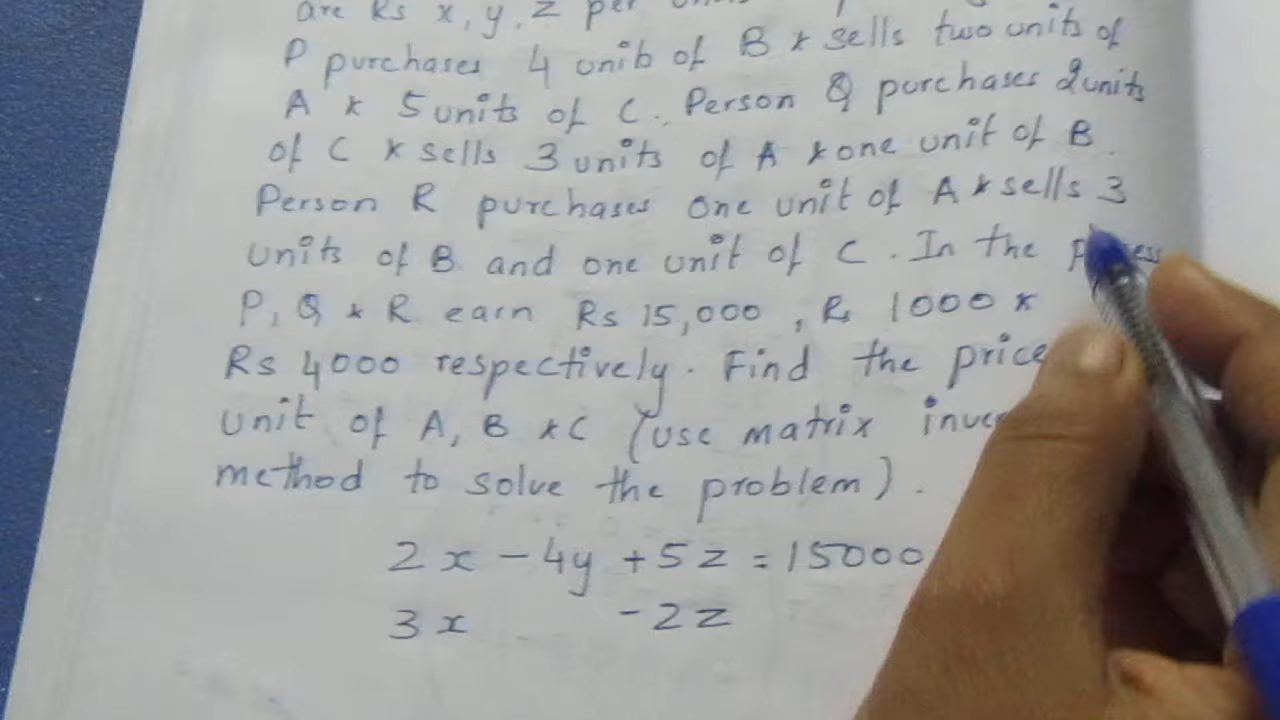 are Rs x, y, z per
P purchases 4 units of B & sells two units of
A & 5 units of C. Person Q purchases 2 units
of C & sells 3 units of A & one unit of B.
Person R purchases one unit of A & sells 3
units of B and one unit of C. In the
P, Q & R earn Rs 15,000, Rs 1000 &
Rs 4000 respectively. Find the price
unit of A, B & C (use matrix
method to solve the problem).
2x - 4y + 5z = 15000
3x - 2z